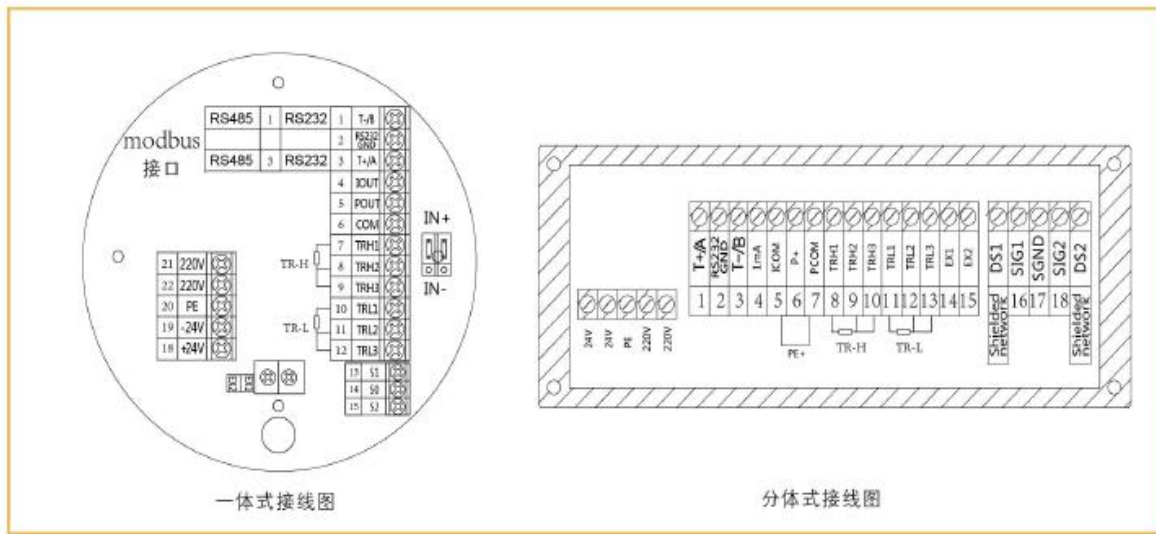 RS485 1 RS232 1 T-/B
2 RS232 GND
modbus
接口
RS485 3 RS232 3 T+/A
4 IOUT
5 POUT
6 COM
IN+
IN-
7 TRH1
TR-H
8 TRH2
9 TRH3
10 TRL1
TR-L
11 TRL2
12 TRL3
13 S1
14 S0
15 S2
21 220V
22 220V
20 PE
19 -24V
18 +24V
EX2
EX1
一体式接线图
24V
24V
PE
220V
220V
T+/A RS232 GND T-/B ImA ICOM P+ PCOM TRH1 TRH2 TRH3 TRL1 TRL2 TRL3 EX1 EX2
1 2 3 4 5 6 7 8 9 10 11 12 13 14 15
PE+
TR-H
TR-L
DS1 SIG1 SGND SIG2 DS2
Shielded network 16 17 18 Shielded network
分体式接线图